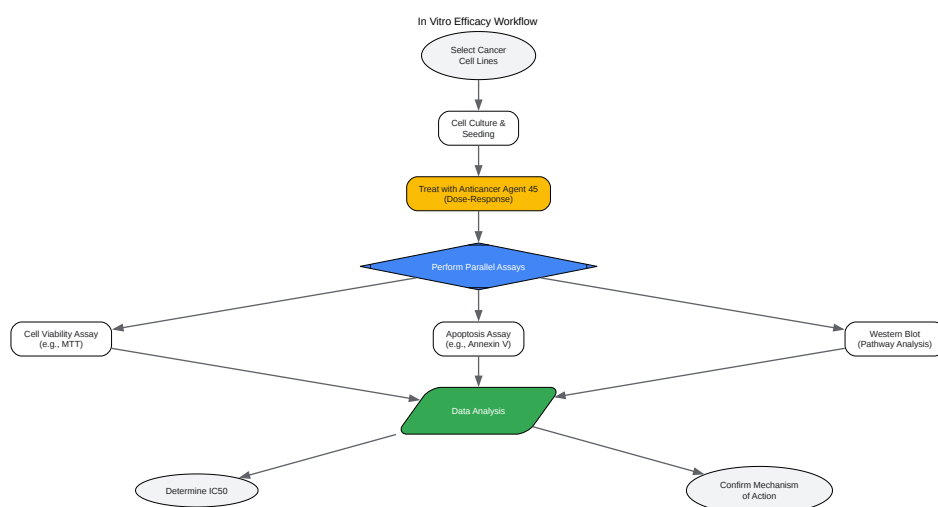 In Vitro Efficacy Workflow
Select Cancer
Cell Lines
Cell Culture &
Seeding
Treat with Anticancer Agent 45
(Dose-Response)
Perform Parallel Assays
Cell Viability Assay
(e.g., MTT)
Apoptosis Assay
(e.g., Annexin V)
Western Blot
(Pathway Analysis)
Data Analysis
Determine IC50
Confirm Mechanism
of Action